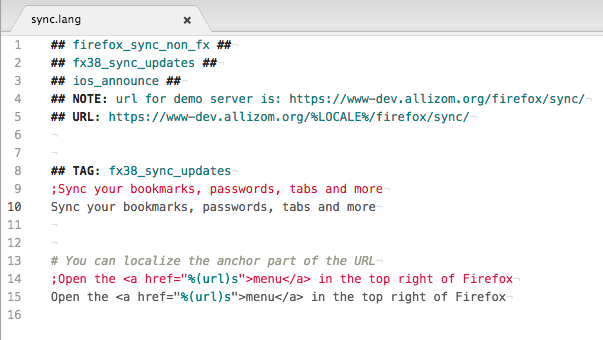 sync.lang ×
1 ## firefox_sync_non_fx ##¬
2 ## fx38_sync_updates ##¬
3 ## ios_announce ##¬
4 ## NOTE: url for demo server is: https://www-dev.allizom.org/firefox/sync/¬
5 ## URL: https://www-dev.allizom.org/%LOCALE%/firefox/sync/¬
6 ¬
7 ¬
8 ## TAG: fx38_sync_updates¬
9 ;Sync your bookmarks, passwords, tabs and more¬
10 Sync your bookmarks, passwords, tabs and more¬
11 ¬
12 ¬
13 # You can localize the anchor part of the URL¬
14 ;Open the <a href="%(url)s">menu</a> in the top right of Firefox¬
15 Open the <a href="%(url)s">menu</a> in the top right of Firefox¬
16